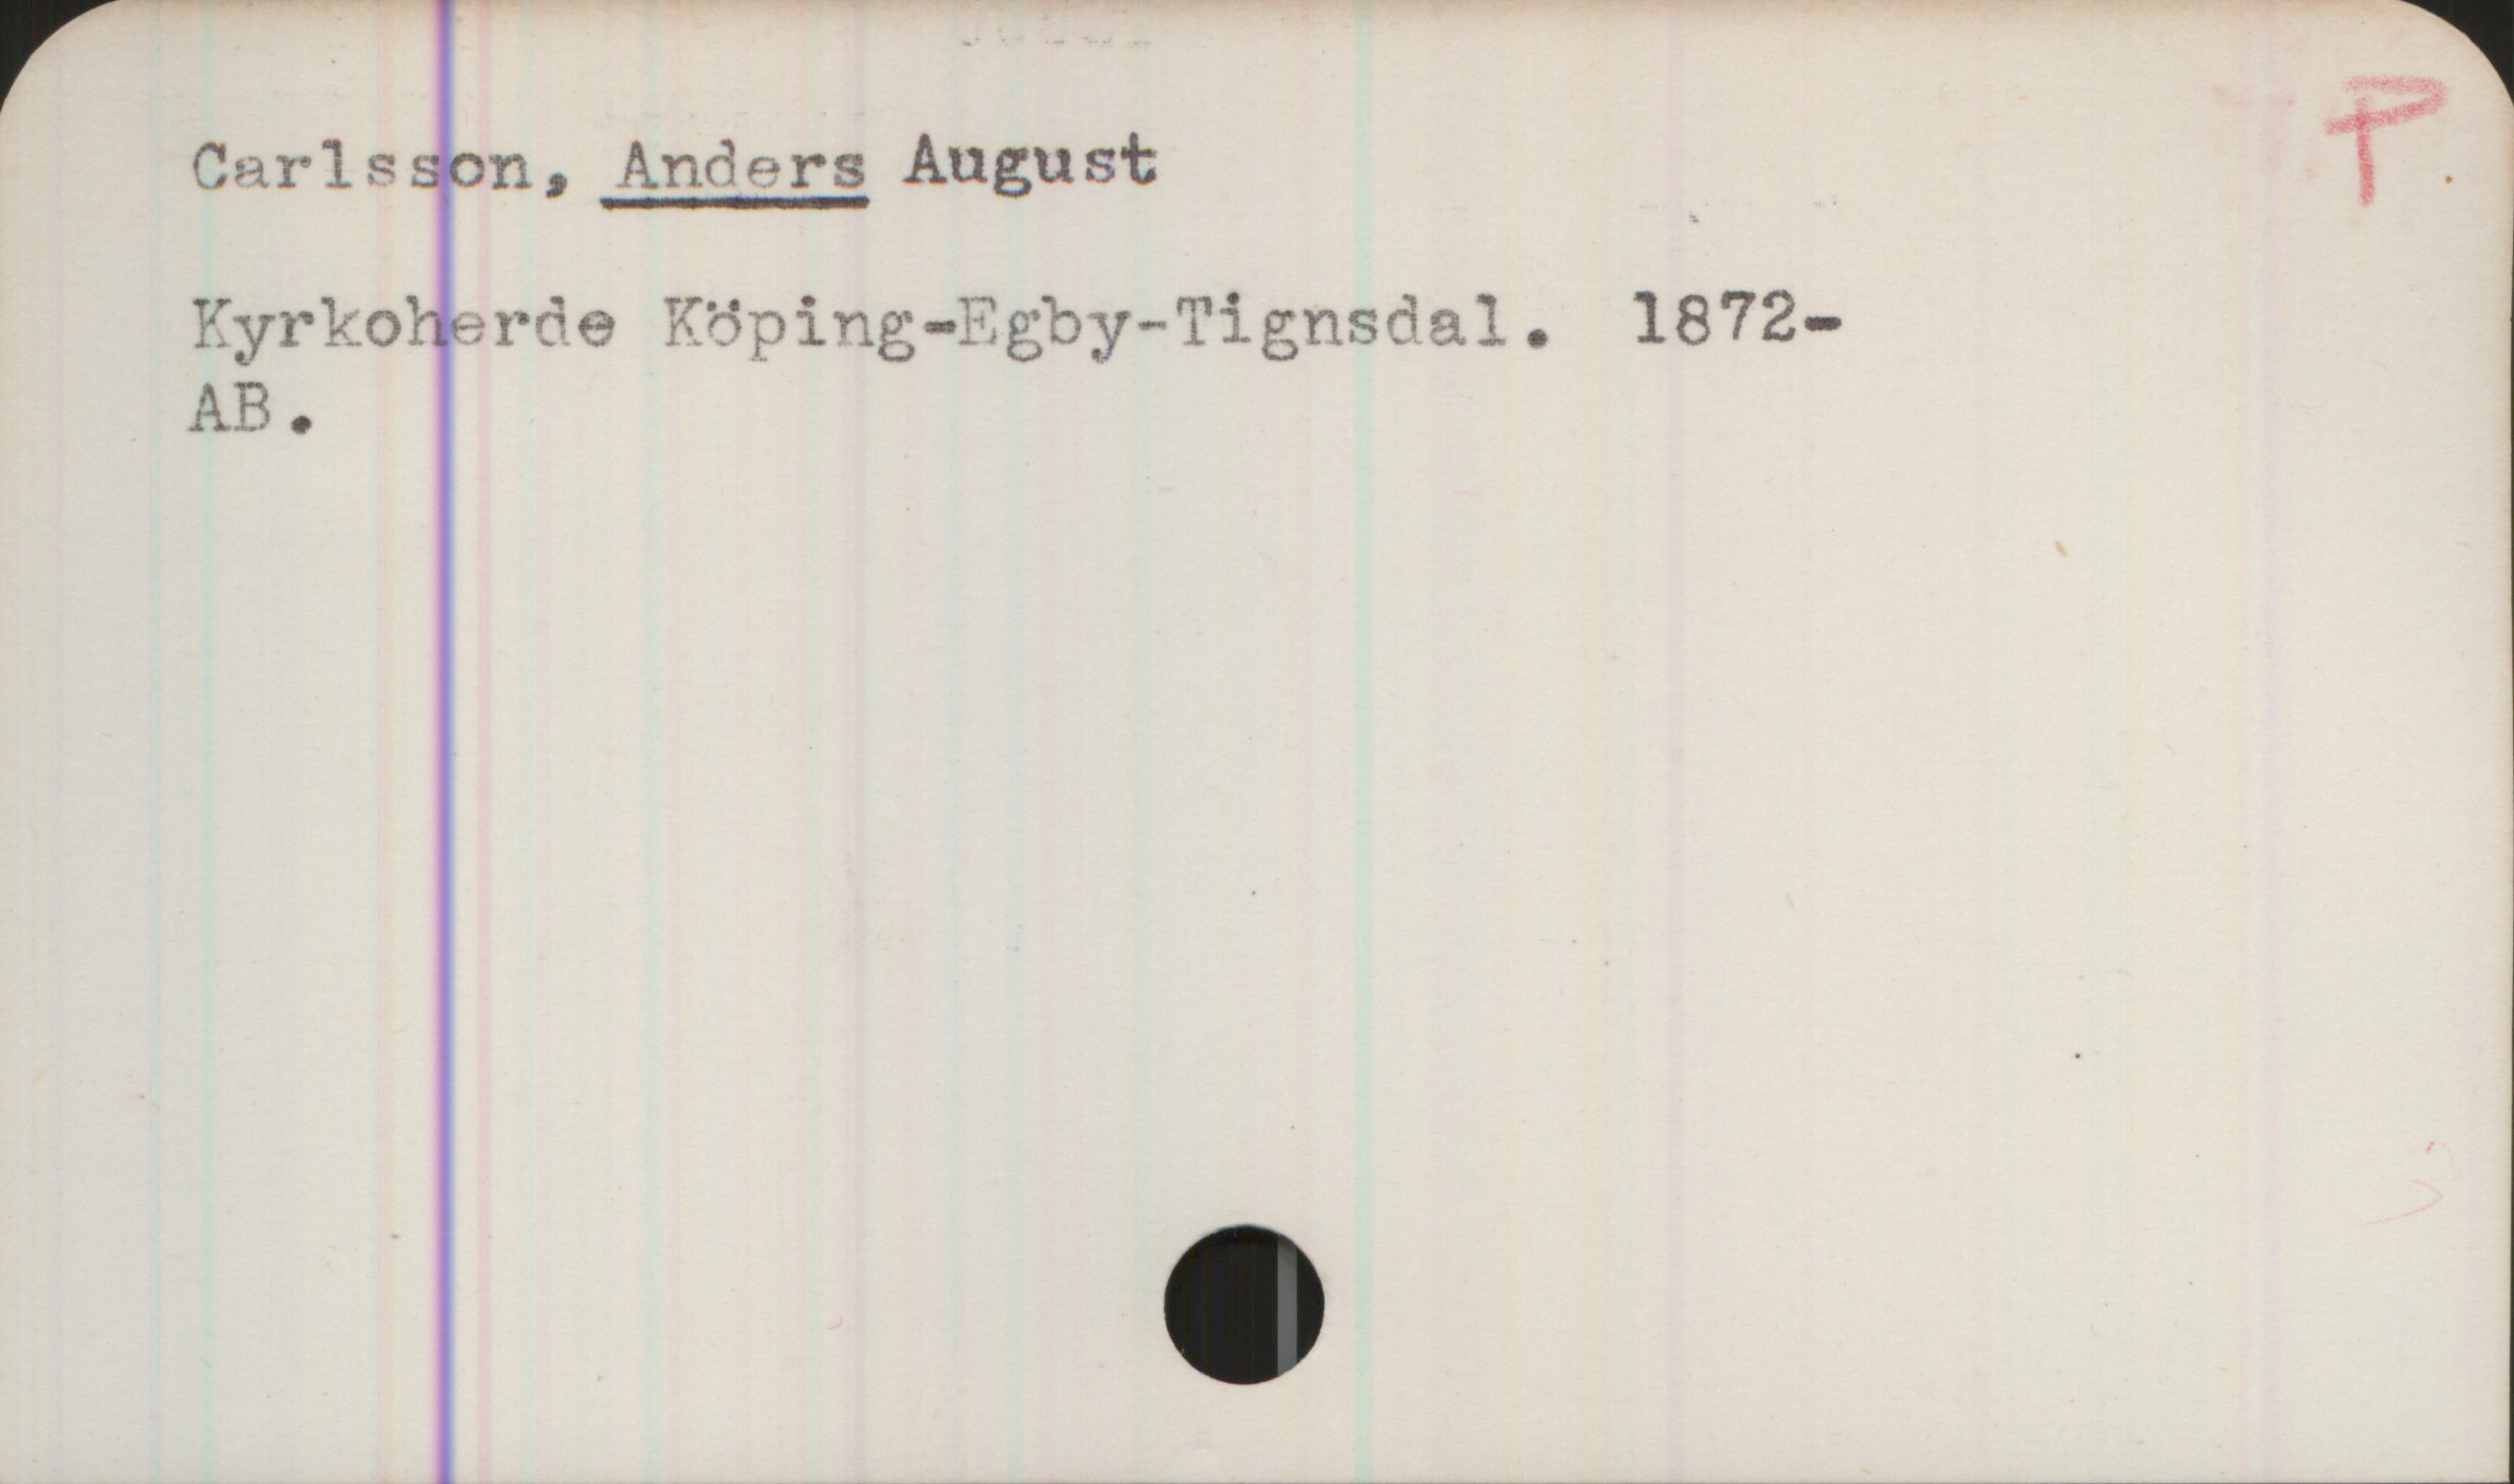 P
Carlsson, Anders August
Kyrkoherde Köping-Egby-Tignsdal. 1872-
AB.